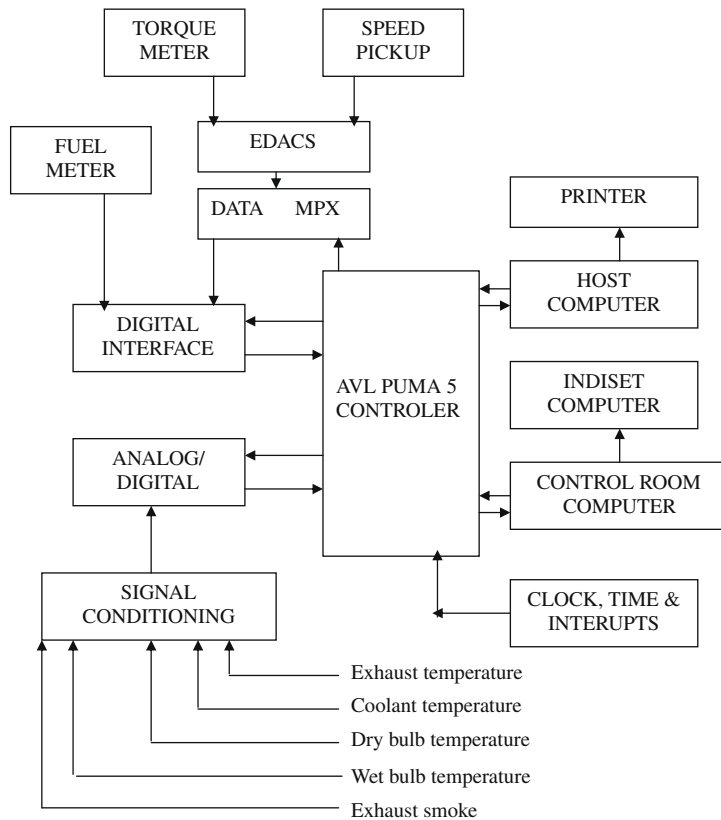 TORQUE
METER
SPEED
PICKUP
FUEL
METER
EDACS
DATA MPX
PRINTER
HOST
COMPUTER
DIGITAL
INTERFACE
AVL PUMA 5
CONTROLER
INDISET
COMPUTER
ANALOG/
DIGITAL
CONTROL ROOM
COMPUTER
SIGNAL
CONDITIONING
CLOCK, TIME &
INTERUPTS
Exhaust temperature
Coolant temperature
Dry bulb temperature
Wet bulb temperature
Exhaust smoke